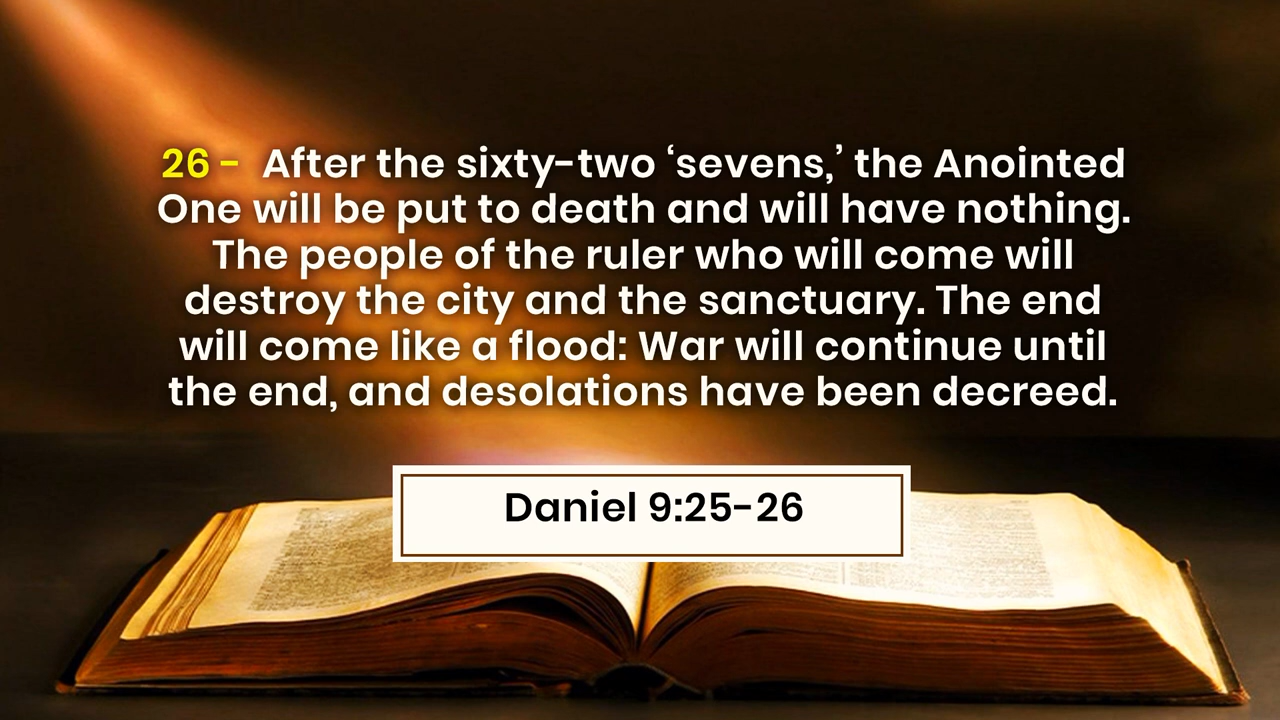 26 - After the sixty-two ‘sevens,’ the Anointed
One will be put to death and will have nothing.
The people of the ruler who will come will
destroy the city and the sanctuary. The end
will come like a flood: War will continue until
the end, and desolations have been decreed.
Daniel 9:25-26